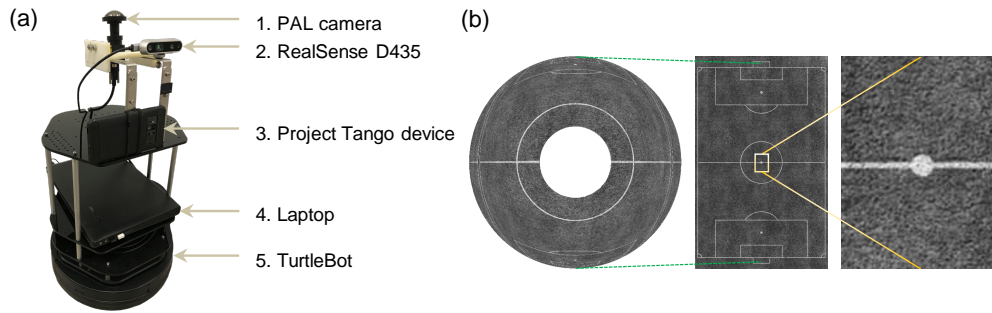 (a)
1. PAL camera
2. RealSense D435
3. Project Tango device
4. Laptop
5. TurtleBot
(b)